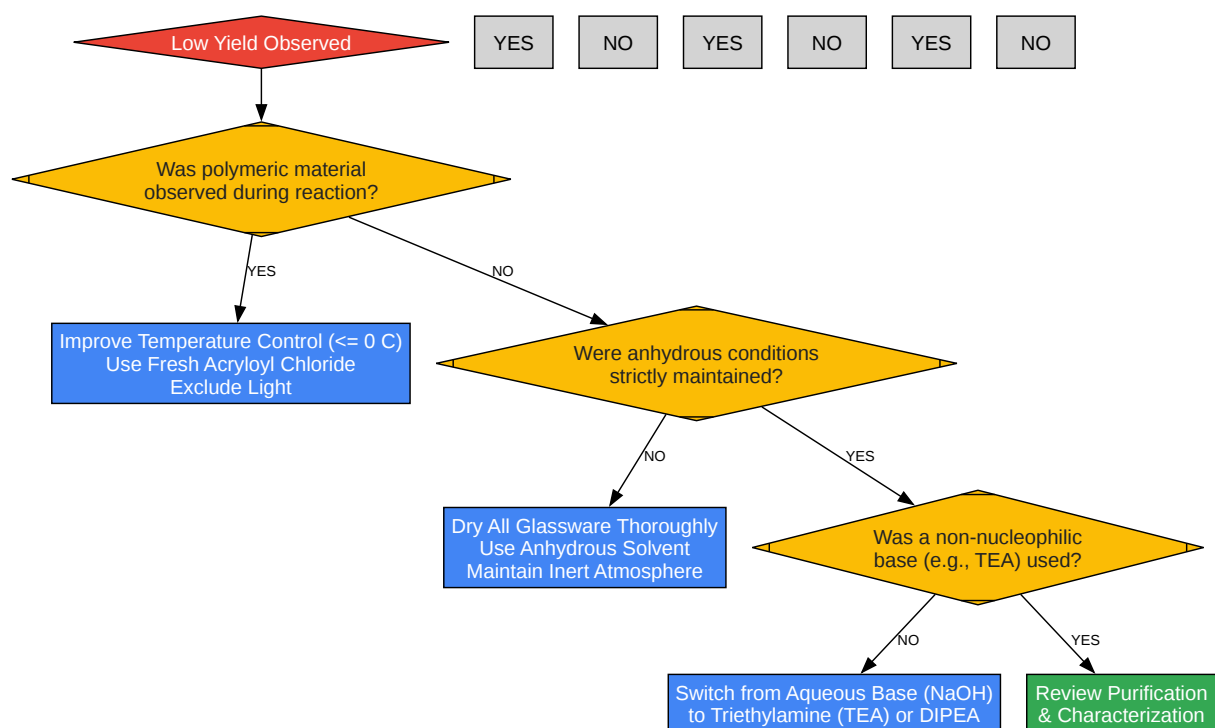 Low Yield Observed
YES
NO
YES
NO
YES
NO
Was polymeric material
observed during reaction?
YES
NO
Improve Temperature Control (<= 0 C)
Use Fresh Acryloyl Chloride
Exclude Light
Were anhydrous conditions
strictly maintained?
NO
YES
Dry All Glassware Thoroughly
Use Anhydrous Solvent
Maintain Inert Atmosphere
Was a non-nucleophilic
base (e.g., TEA) used?
NO
YES
Switch from Aqueous Base (NaOH)
to Triethylamine (TEA) or DIPEA
Review Purification
& Characterization